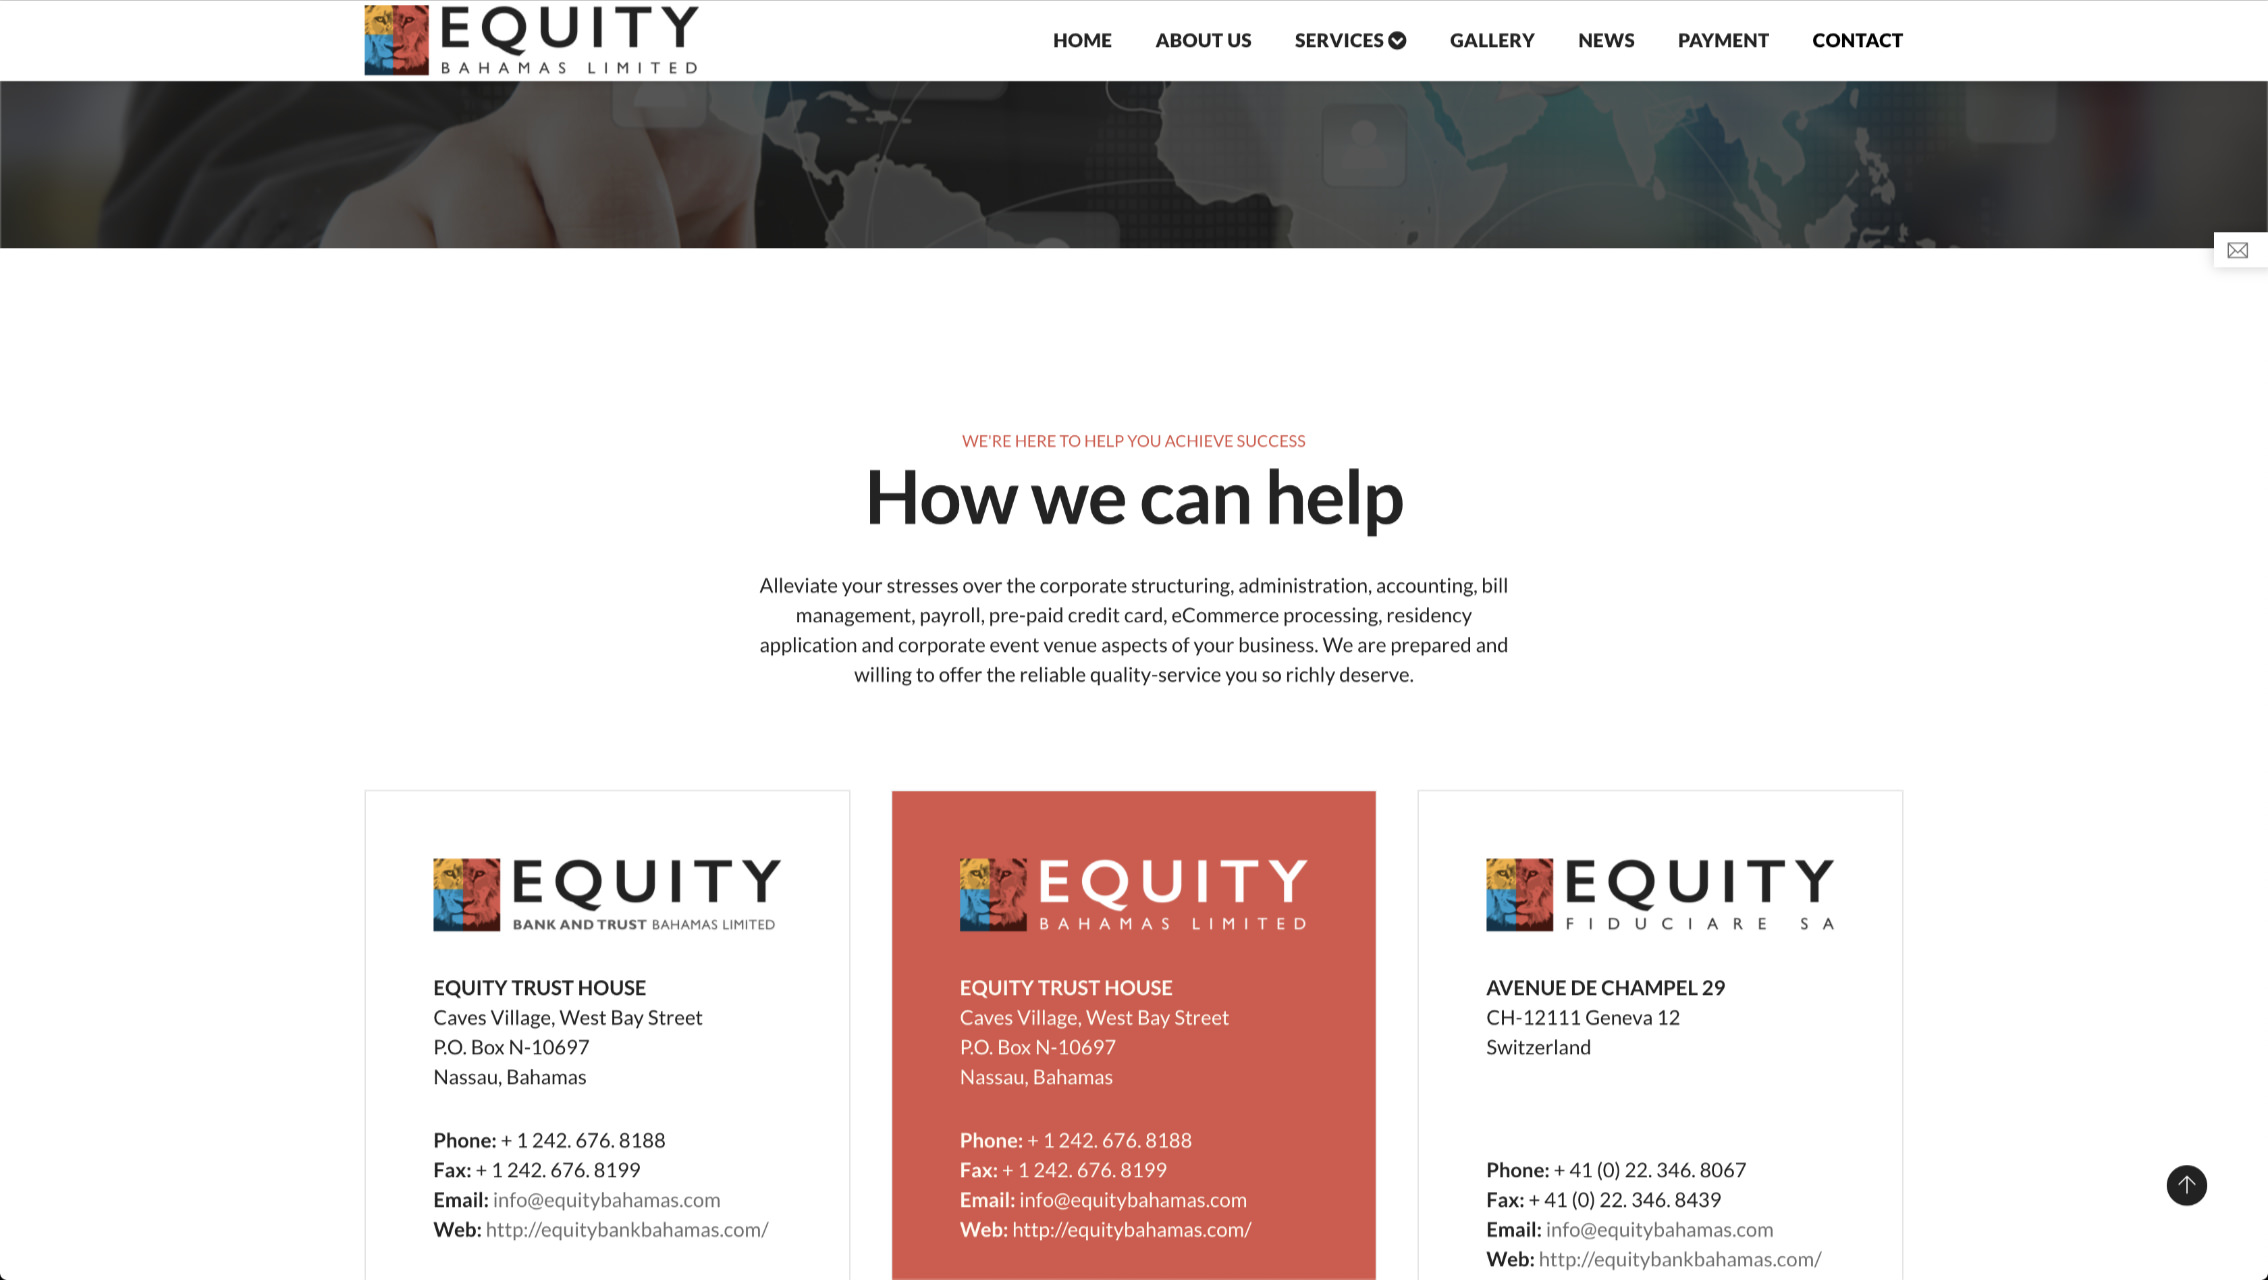 EQUITY
BAHAMAS LIMITED
HOME ABOUT US SERVICES GALLERY NEWS PAYMENT CONTACT
WE'RE HERE TO HELP YOU ACHIEVE SUCCESS
How we can help
Alleviate your stresses over the corporate structuring, administration, accounting, bill
management, payroll, pre-paid credit card, eCommerce processing, residency
application and corporate event venue aspects of your business. We are prepared and
willing to offer the reliable quality-service you so richly deserve.
EQUITY
BANK AND TRUST BAHAMAS LIMITED
EQUITY TRUST HOUSE
Caves Village, West Bay Street
P.O. Box N-10697
Nassau, Bahamas
Phone: + 1 242. 676. 8188
Fax: + 1 242. 676. 8199
Email: info@equitybahamas.com
Web: http://equitybankbahamas.com/
EQUITY
BAHAMAS LIMITED
EQUITY TRUST HOUSE
Caves Village, West Bay Street
P.O. Box N-10697
Nassau, Bahamas
Phone: + 1 242. 676. 8188
Fax: + 1 242. 676. 8199
Email: info@equitybahamas.com
Web: http://equitybahamas.com/
EQUITY
FIDUCIARE SA
AVENUE DE CHAMPEL 29
CH-12111 Geneva 12
Switzerland
Phone: + 41 (0) 22. 346. 8067
Fax: + 41 (0) 22. 346. 8439
Email: info@equitybahamas.com
Web: http://equitybankbahamas.com/